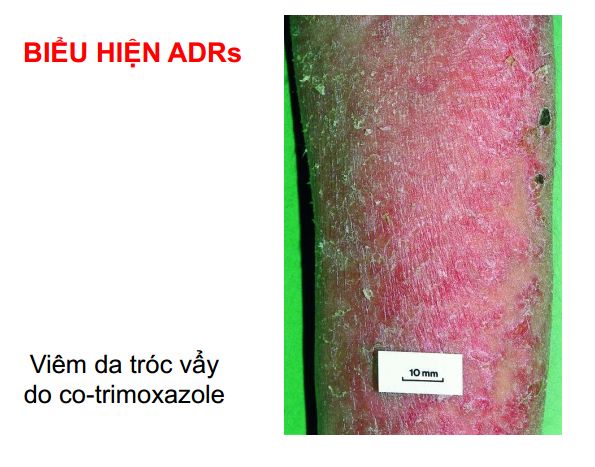 BIỂU HIỆN ADRs
10 mm
Viêm da tróc vẩy
do co-trimoxazole